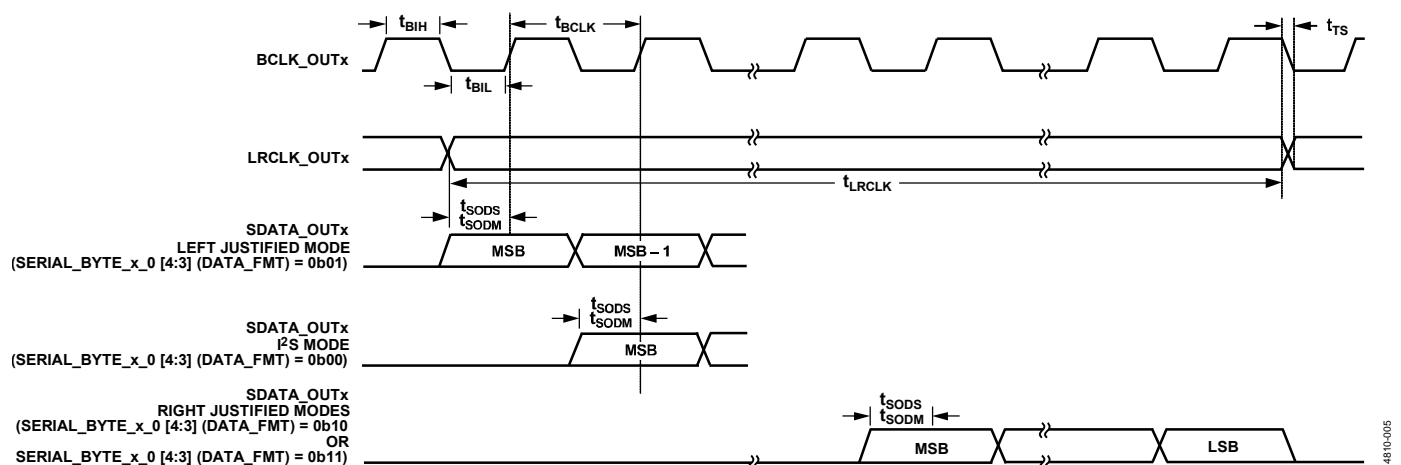 tBIH
tBCLK
tTS
BCLK_OUTx
tBIL
LRCLK_OUTx
tLRCLK
tSODS
tSODM
SDATA_OUTx
LEFT JUSTIFIED MODE
(SERIAL_BYTE_x_0 [4:3] (DATA_FMT) = 0b01)
MSB
MSB – 1
tSODS
tSODM
SDATA_OUTx
I2S MODE
(SERIAL_BYTE_x_0 [4:3] (DATA_FMT) = 0b00)
MSB
SDATA_OUTx
RIGHT JUSTIFIED MODES
(SERIAL_BYTE_x_0 [4:3] (DATA_FMT) = 0b10
OR
SERIAL_BYTE_x_0 [4:3] (DATA_FMT) = 0b11)
tSODS
tSODM
MSB
LSB
4810-005